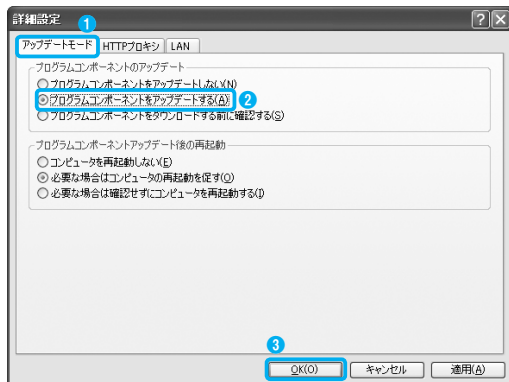 詳細設定
1
アップデートモード HTTPプロキシ LAN
プログラムコンポーネントのアップデート
プログラムコンポーネントをアップデートしない(N)
プログラムコンポーネントをアップデートする(A) 2
プログラムコンポーネントをダウンロードする前に確認する(S)
プログラムコンポーネントアップデート後の再起動
コンピュータを再起動しない(E)
必要な場合はコンピュータの再起動を促す(O)
必要な場合は確認せずにコンピュータを再起動する(I)
3
OK(O) キャンセル 適用(A)